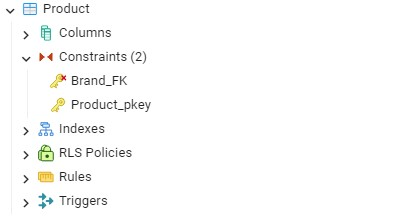 Product
Columns
Constraints (2)
Brand_FK
Product_pkey
Indexes
RLS Policies
Rules
Triggers